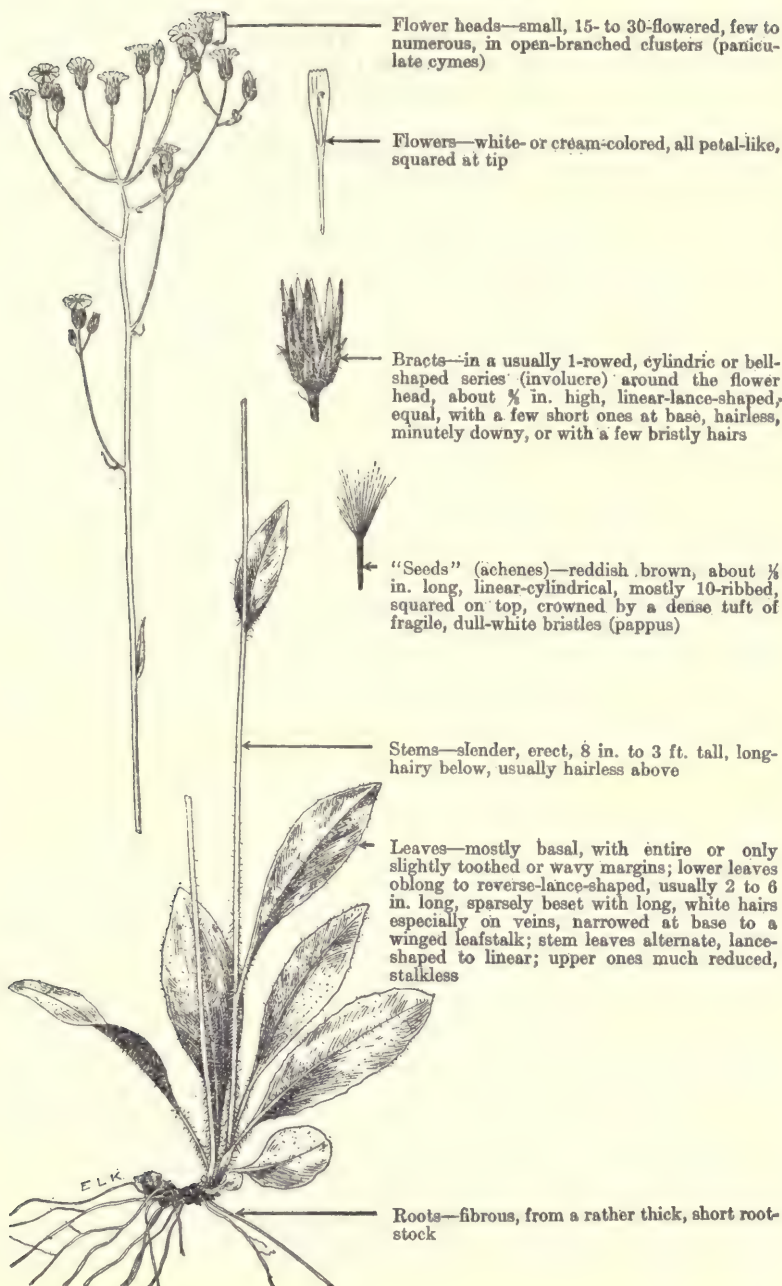 Flower heads—small, 15- to 30-flowered, few to
numerous, in open-branched clusters (panicu-
late cymes)
Flowers—white- or cream-colored, all petal-like,
squared at tip
Bracts—in a usually 1-rowed, cylindric or bell-
shaped series (involucre) around the flower
head, about ⅜ in. high, linear-lance-shaped,
equal, with a few short ones at base, hairless,
minutely downy, or with a few bristly hairs
"Seeds" (achenes)—reddish brown, about ⅛
in. long, linear-cylindrical, mostly 10-ribbed,
squared on top, crowned by a dense tuft of
fragile, dull-white bristles (pappus)
Stems—slender, erect, 8 in. to 3 ft. tall, long-
hairy below, usually hairless above
Leaves—mostly basal, with entire or only
slightly toothed or wavy margins; lower leaves
oblong to reverse-lance-shaped, usually 2 to 6
in. long, sparsely beset with long, white hairs
especially on veins, narrowed at base to a
winged leafstalk; stem leaves alternate, lance-
shaped to linear; upper ones much reduced,
stalkless
E L K
Roots—fibrous, from a rather thick, short root-
stock